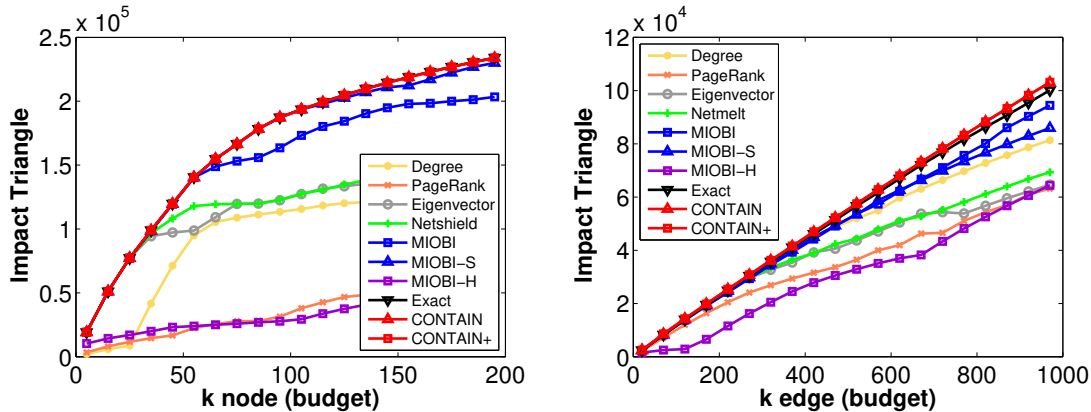 x 10^5
2.5
2
1.5
1
0.5
0
0 50 100 150 200
Impact Triangle
k node (budget)
Degree
PageRank
Eigenvector
Netshield
MIOBI
MIOBI-S
MIOBI-H
Exact
CONTAIN
CONTAIN+
x 10^4
12
10
8
6
4
2
0
0 200 400 600 800 1000
Impact Triangle
k edge (budget)
Degree
PageRank
Eigenvector
Netmelt
MIOBI
MIOBI-S
MIOBI-H
Exact
CONTAIN
CONTAIN+